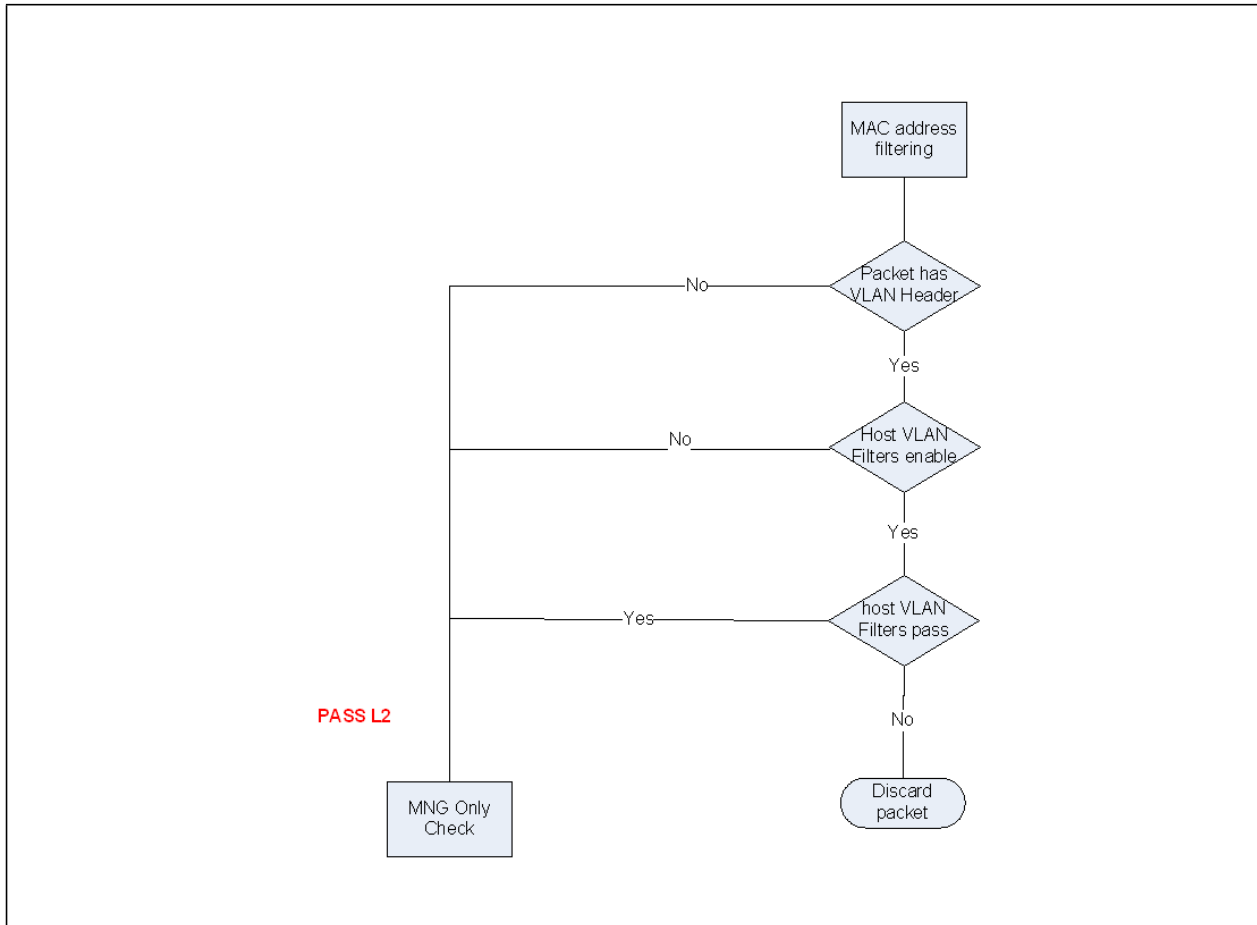 MAC address
filtering
Packet has
VLAN Header
No
Yes
Host VLAN
Filters enable
No
Yes
host VLAN
Filters pass
Yes
PASS L2
No
MNG Only
Check
Discard
packet